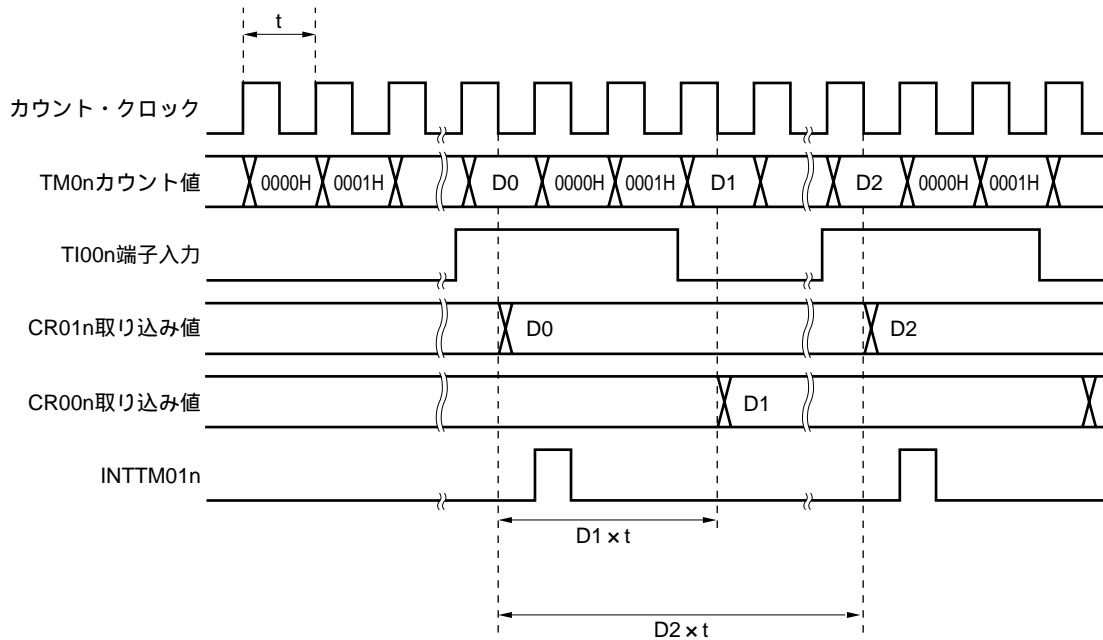 t
カウント・クロック
TM0nカウント値
0000H
0001H
D0
0000H
0001H
D1
D2
0000H
0001H
TI00n端子入力
CR01n取り込み値
D0
D2
CR00n取り込み値
D1
INTTM01n
D1×t
D2×t